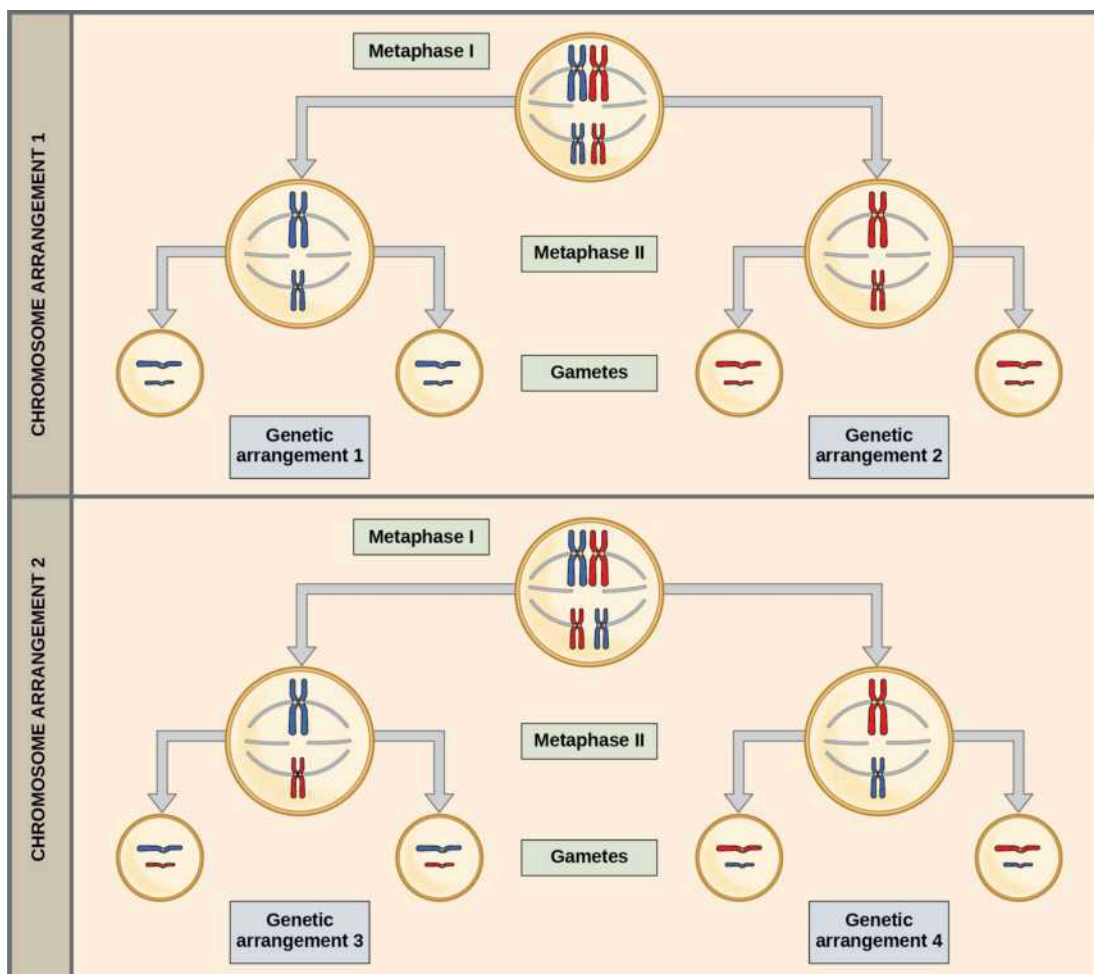 CHROMOSOME ARRANGEMENT 1
Metaphase I
Metaphase II
Gametes
Genetic
arrangement 1
Genetic
arrangement 2
CHROMOSOME ARRANGEMENT 2
Metaphase I
Metaphase II
Gametes
Genetic
arrangement 3
Genetic
arrangement 4